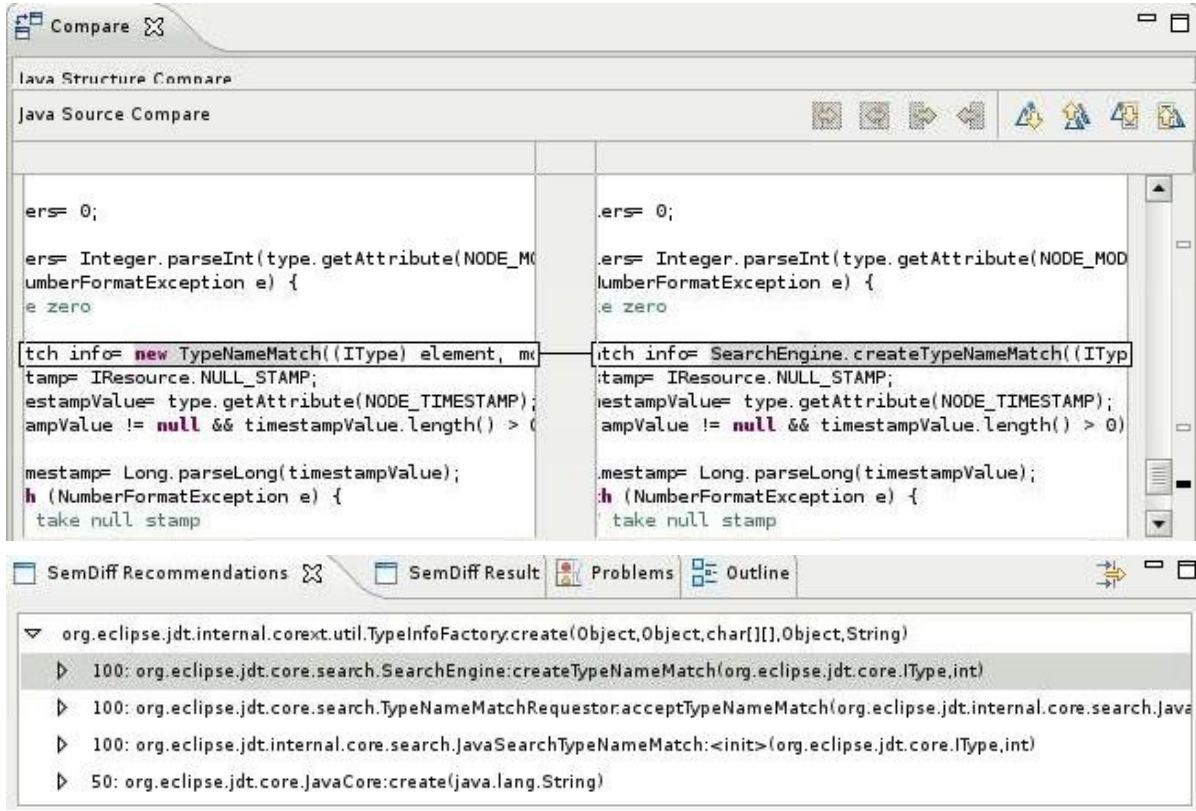 Compare
Java Structure Compare
Java Source Compare
ers= 0;
ers= Integer.parseInt(type.getAttribute(NODE_MO
umberFormatException e) {
e zero
tch info= new TypeNameMatch((IType) element, mo
tamp= IResource.NULL_STAMP;
estampValue= type.getAttribute(NODE_TIMESTAMP);
ampValue != null && timestampValue.length() > 0
mestamp= Long.parseLong(timestampValue);
h (NumberFormatException e) {
take null stamp
.ers= 0;
.ers= Integer.parseInt(type.getAttribute(NODE_MOD
NumberFormatException e) {
e zero
atch info= SearchEngine.createTypeNameMatch((ITyp
stamp= IResource.NULL_STAMP;
estampValue= type.getAttribute(NODE_TIMESTAMP);
ampValue != null && timestampValue.length() > 0)
mestamp= Long.parseLong(timestampValue);
h (NumberFormatException e) {
take null stamp
SemDiff Recommendations
SemDiff Result
Problems
Outline
org.eclipse.jdt.internal.corext.util.TypeInfoFactory:create(Object,Object,char[][],Object,String)
100: org.eclipse.jdt.core.search.SearchEngine:createTypeNameMatch(org.eclipse.jdt.core.IType,int)
100: org.eclipse.jdt.core.search.TypeNameMatchRequestor:acceptTypeNameMatch(org.eclipse.jdt.internal.core.search.Java
100: org.eclipse.jdt.internal.core.search.JavaSearchTypeNameMatch:<init>(org.eclipse.jdt.core.IType,int)
50: org.eclipse.jdt.core.JavaCore:create(java.lang.String)